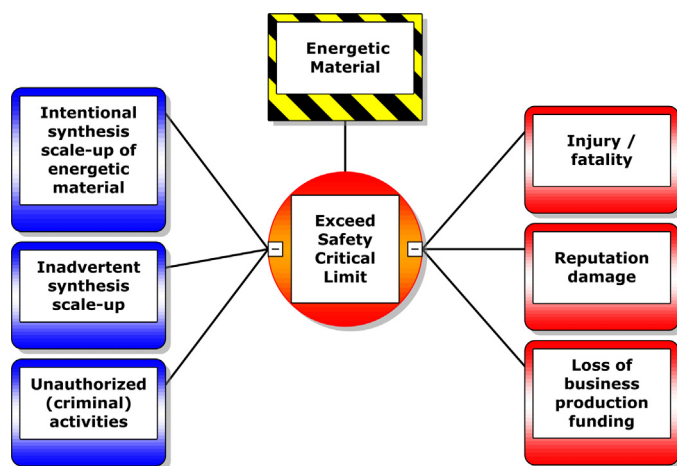 Energetic
Material
Intentional
synthesis
scale-up of
energetic
material
Inadvertent
synthesis
scale-up
Unauthorized
(criminal)
activities
Exceed
Safety
Critical
Limit
Injury /
fatality
Reputation
damage
Loss of
business
production
funding